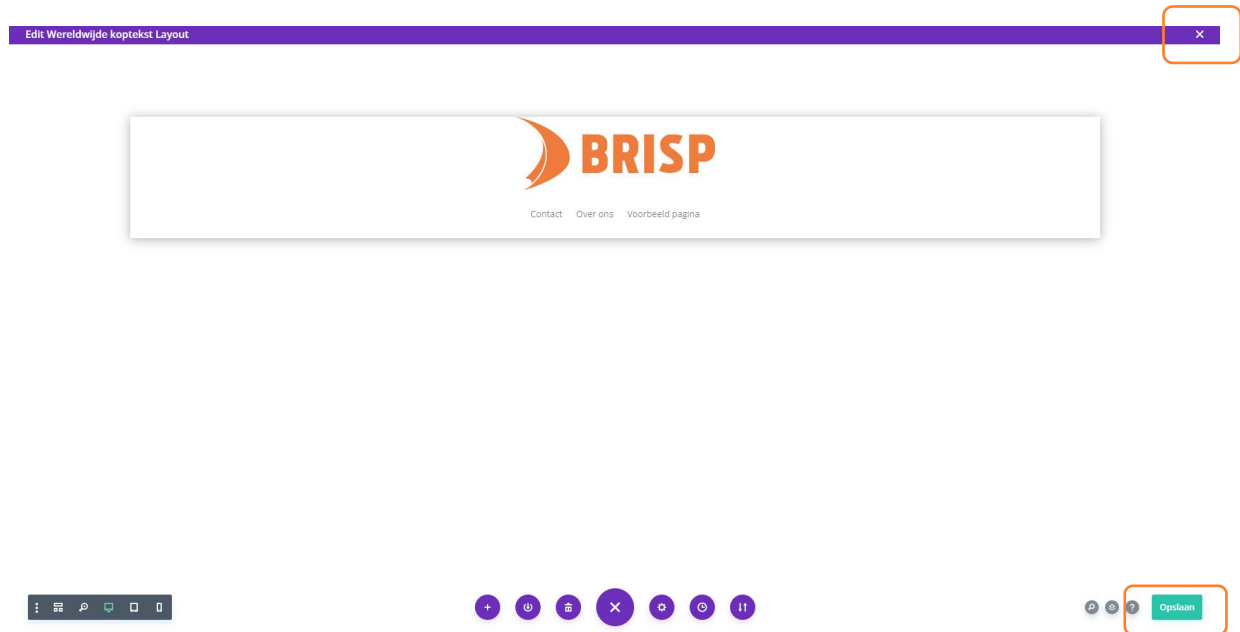 Edit Wereldwijde koptekst Layout
BRISP
Contact Over ons Voorbeeld pagina
? Opslaan